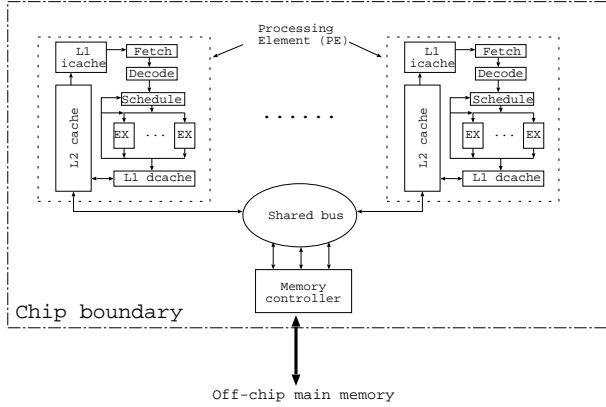 Processing
Element (PE)
L1
icache
Fetch
Decode
Schedule
EX
...
EX
L2 cache
L1 dcache
......
L1
icache
Fetch
Decode
Schedule
EX
...
EX
L2 cache
L1 dcache
Shared bus
Memory
controller
Chip boundary
Off-chip main memory